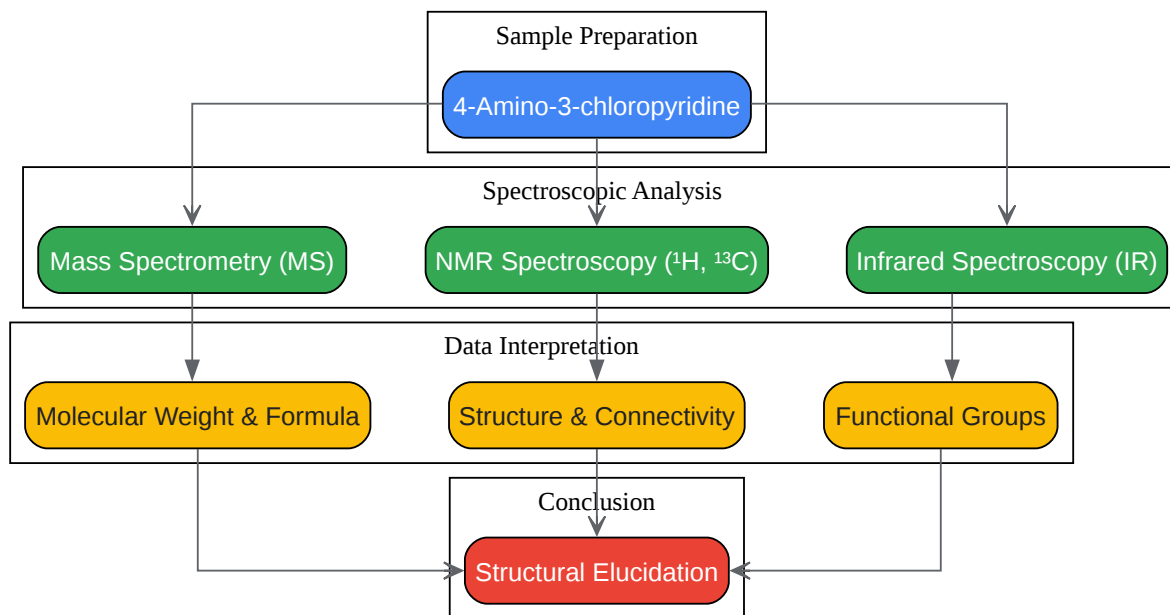 Sample Preparation
4-Amino-3-chloropyridine
Spectroscopic Analysis
Mass Spectrometry (MS)
NMR Spectroscopy (¹H, ¹³C)
Infrared Spectroscopy (IR)
Data Interpretation
Molecular Weight & Formula
Structure & Connectivity
Functional Groups
Conclusion
Structural Elucidation